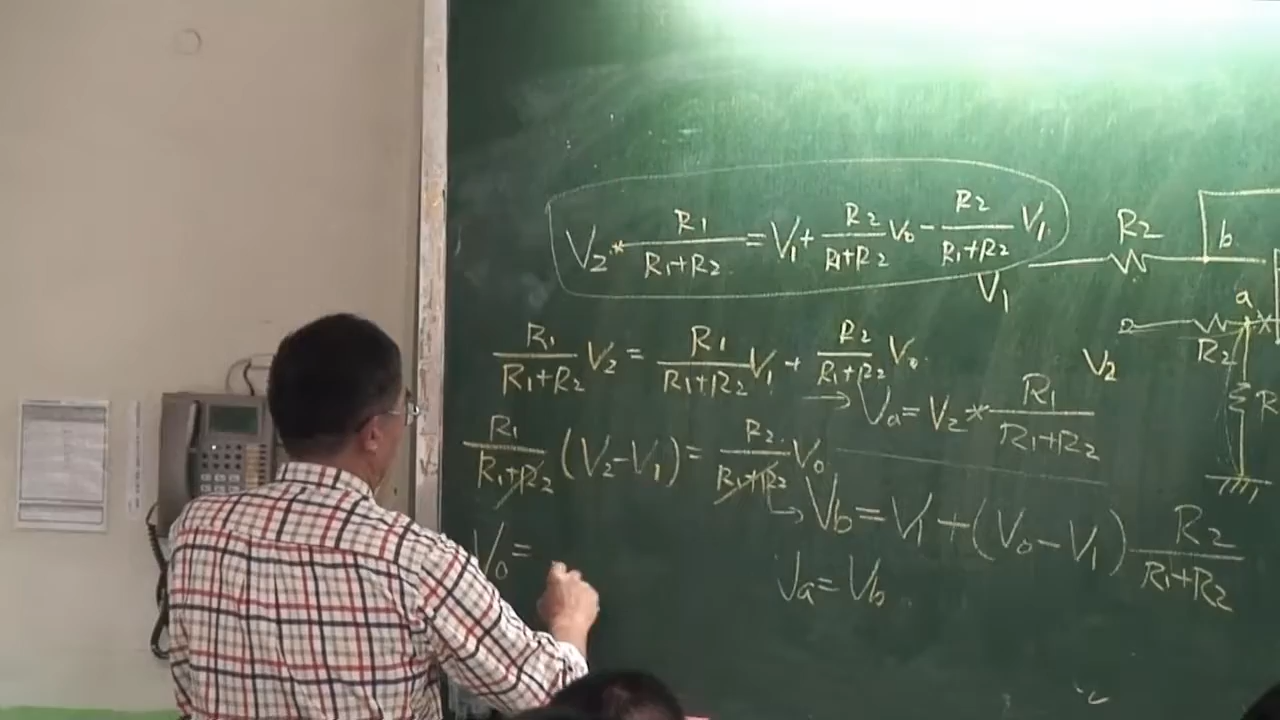 V₂ * R₁/(R₁+R₂) = V₁ + R₂/(R₁+R₂) V₀ - R₂/(R₁+R₂) V₁
R₁/(R₁+R₂) V₂ = R₁/(R₁+R₂) V₁ + R₂/(R₁+R₂) V₀
R₁/(R₁+R₂) (V₂-V₁) = R₂/(R₁+R₂) V₀
V₀ =
→ Va = V₂ * R₁/(R₁+R₂)
→ Vb = V₁ + (V₀-V₁) R₂/(R₁+R₂)
Va = Vb
V₁
R₂
b
a
R₂
V₂